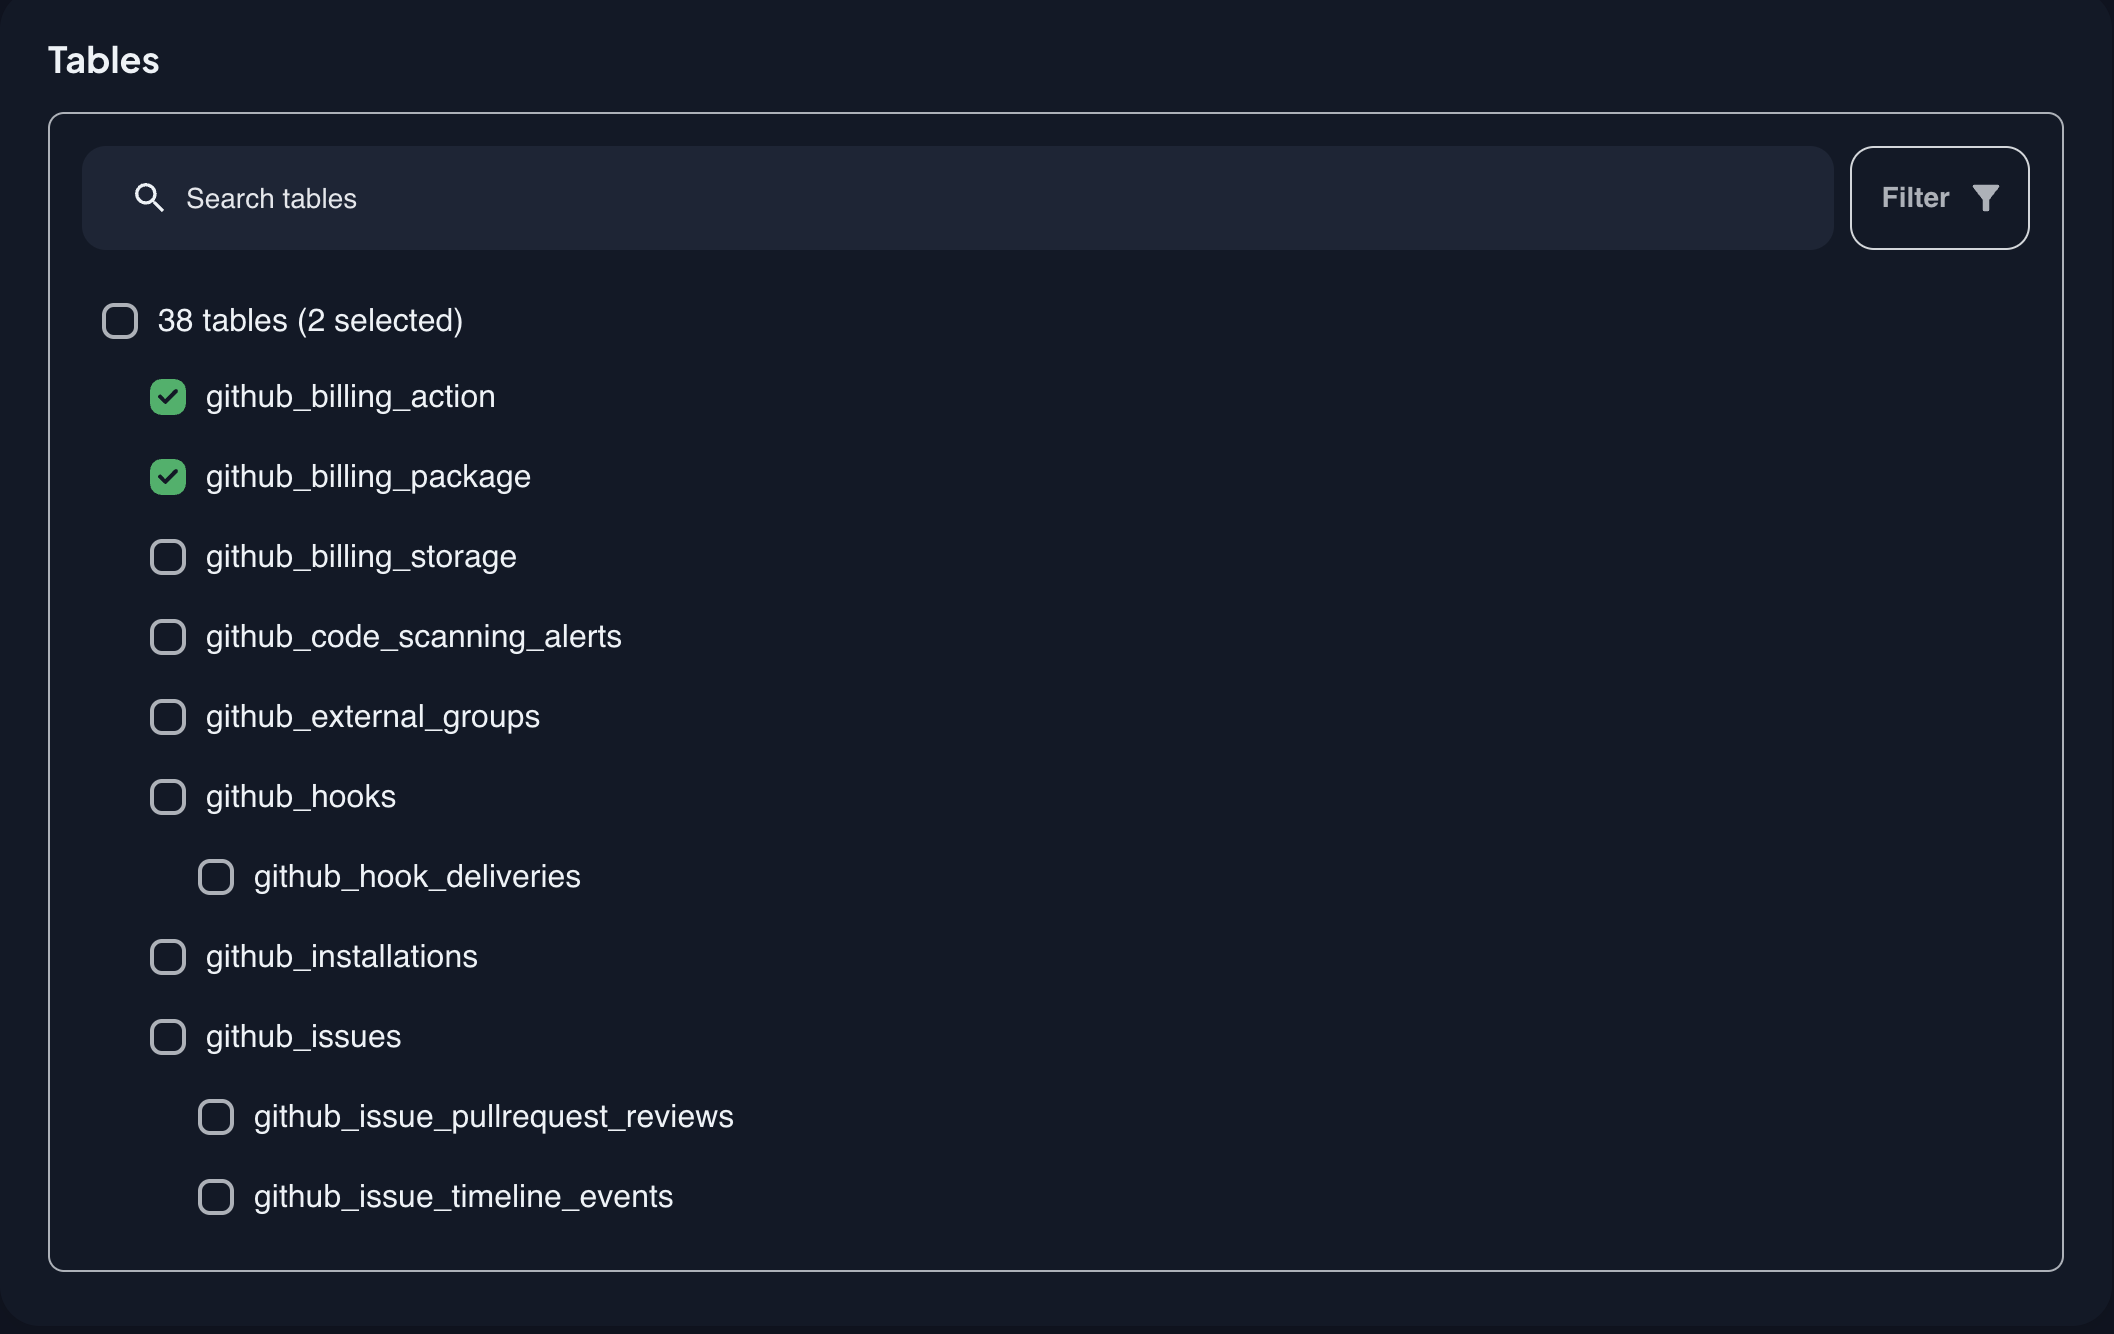 Tables
Search tables
Filter
38 tables (2 selected)
github_billing_action
github_billing_package
github_billing_storage
github_code_scanning_alerts
github_external_groups
github_hooks
github_hook_deliveries
github_installations
github_issues
github_issue_pullrequest_reviews
github_issue_timeline_events